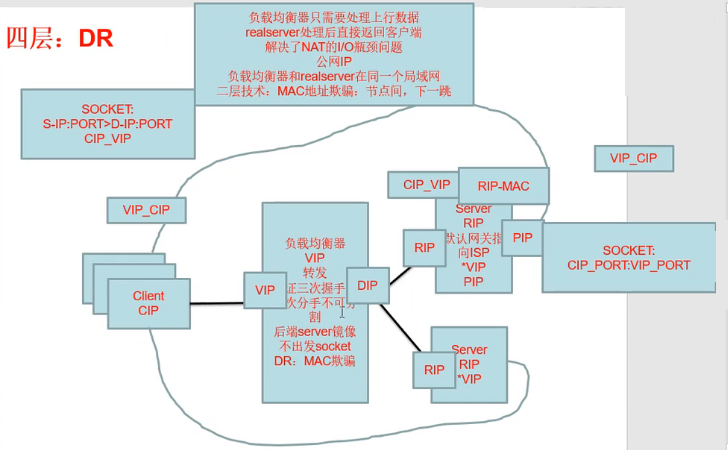 四层：DR
负载均衡器只需要处理上行数据
realserver处理后直接返回客户端
解决了NAT的I/O瓶颈问题
公网IP
负载均衡器和realserver在同一个局域网
二层技术：MAC地址欺骗：节点间，下一跳
SOCKET:
S-IP:PORT>D-IP:PORT
CIP_VIP
VIP_CIP
VIP_CIP
CIP_VIP
RIP-MAC
Client
CIP
VIP
负载均衡器
VIP
转发
证三次握手
次分手不可分
割
后端server镜像
不出发socket
DR：MAC欺骗
DIP
RIP
Server
RIP
默认网关指
向ISP
*VIP
PIP
PIP
SOCKET:
CIP_PORT:VIP_PORT
RIP
Server
RIP
*VIP